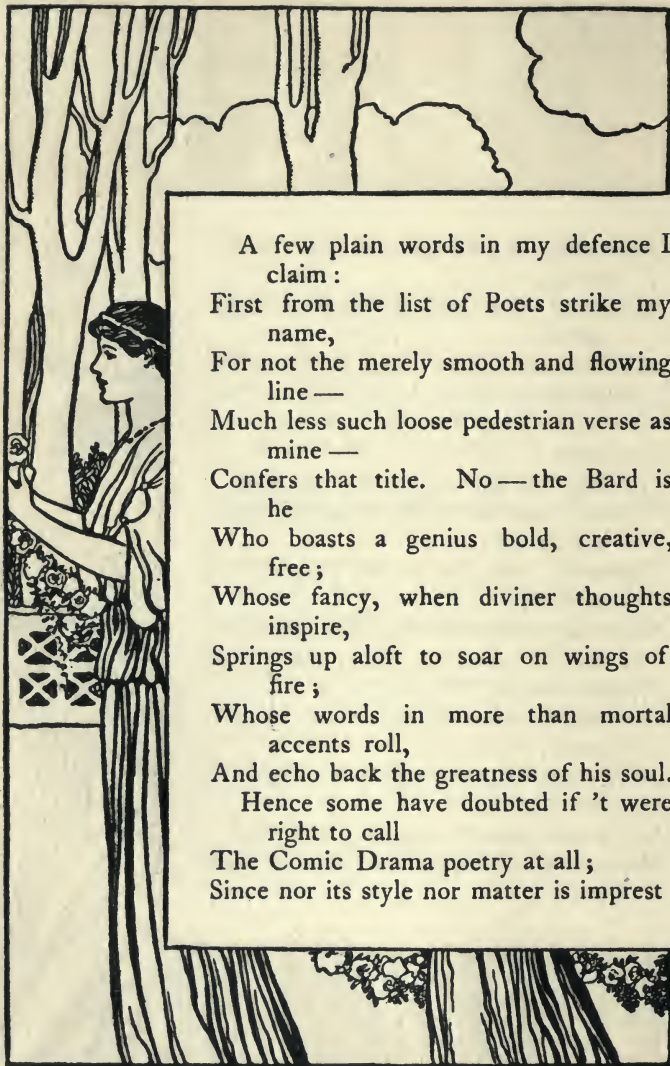 A few plain words in my defence I
claim :
First from the list of Poets strike my
name,
For not the merely smooth and flowing
line —
Much less such loose pedestrian verse as
mine —
Confers that title. No — the Bard is
he
Who boasts a genius bold, creative,
free ;
Whose fancy, when diviner thoughts
inspire,
Springs up aloft to soar on wings of
fire ;
Whose words in more than mortal
accents roll,
And echo back the greatness of his soul.
Hence some have doubted if 't were
right to call
The Comic Drama poetry at all ;
Since nor its style nor matter is imprest